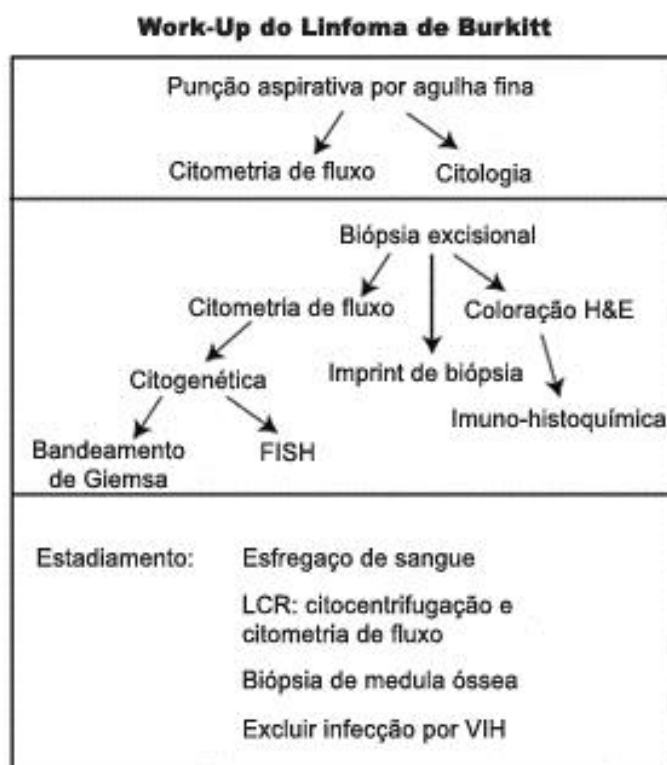 Work-Up do Linfoma de Burkitt
Punção aspirativa por agulha fina
Citometria de fluxo
Citologia
Biópsia excisional
Citometria de fluxo
Coloração H&E
Citogenética
Imprint de biópsia
Imuno-histoquímica
Bandeamento
de Giemsa
FISH
Estadiamento:
Esfregaço de sangue
LCR: citocentrifugação e
citometria de fluxo
Biópsia de medula óssea
Excluir infecção por VIH